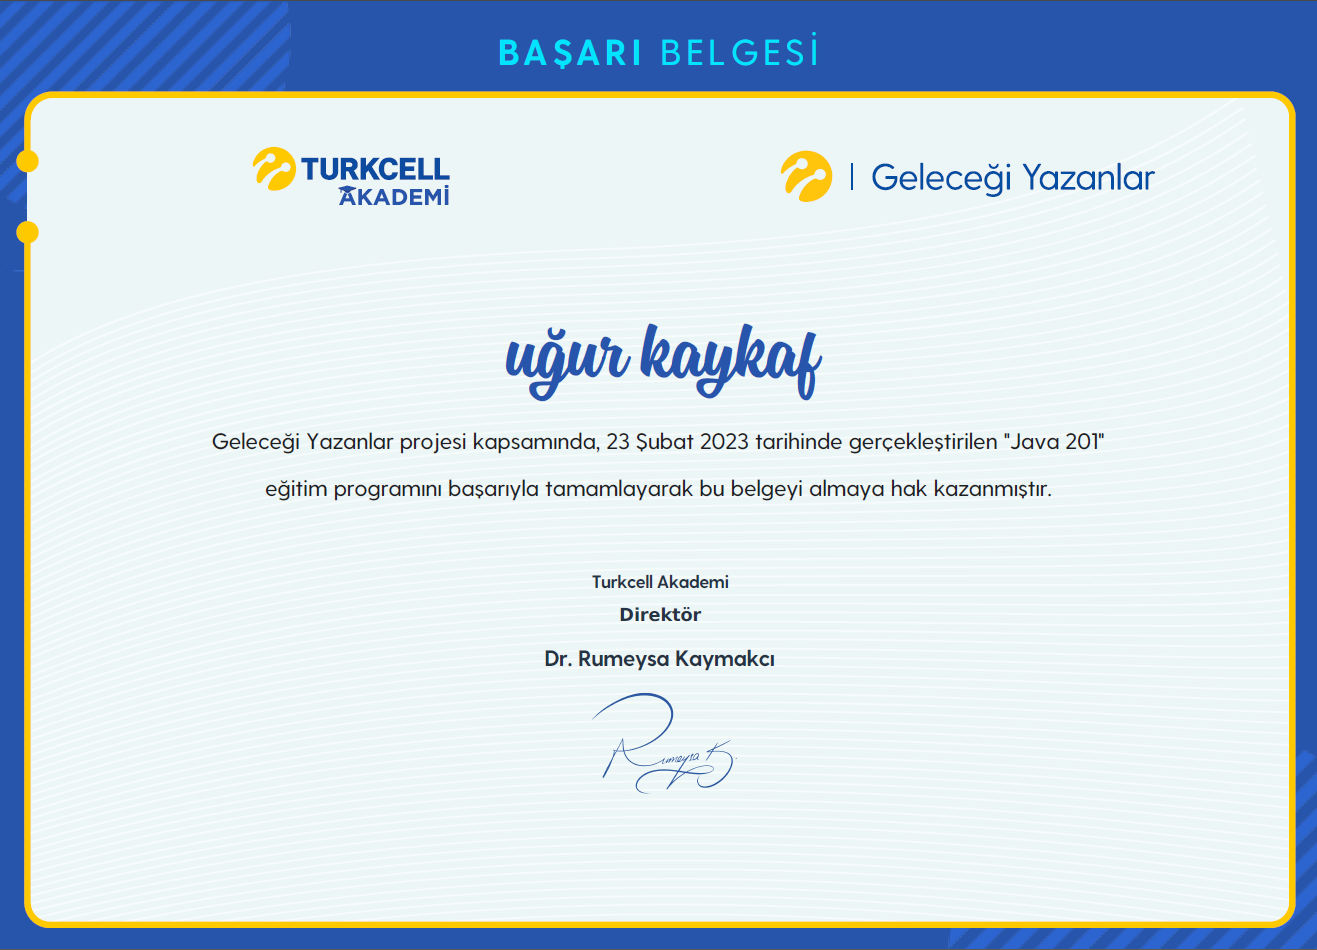 BAŞARI BELGESİ
TURKCELL
AKADEMİ
Geleceği Yazanlar
uğur kaykaf
Geleceği Yazanlar projesi kapsamında, 23 Şubat 2023 tarihinde gerçekleştirilen "Java 201"
eğitim programını başarıyla tamamlayarak bu belgeyi almaya hak kazanmıştır.
Turkcell Akademi
Direktör
Dr. Rumeysa Kaymakcı
Rumeysa K.